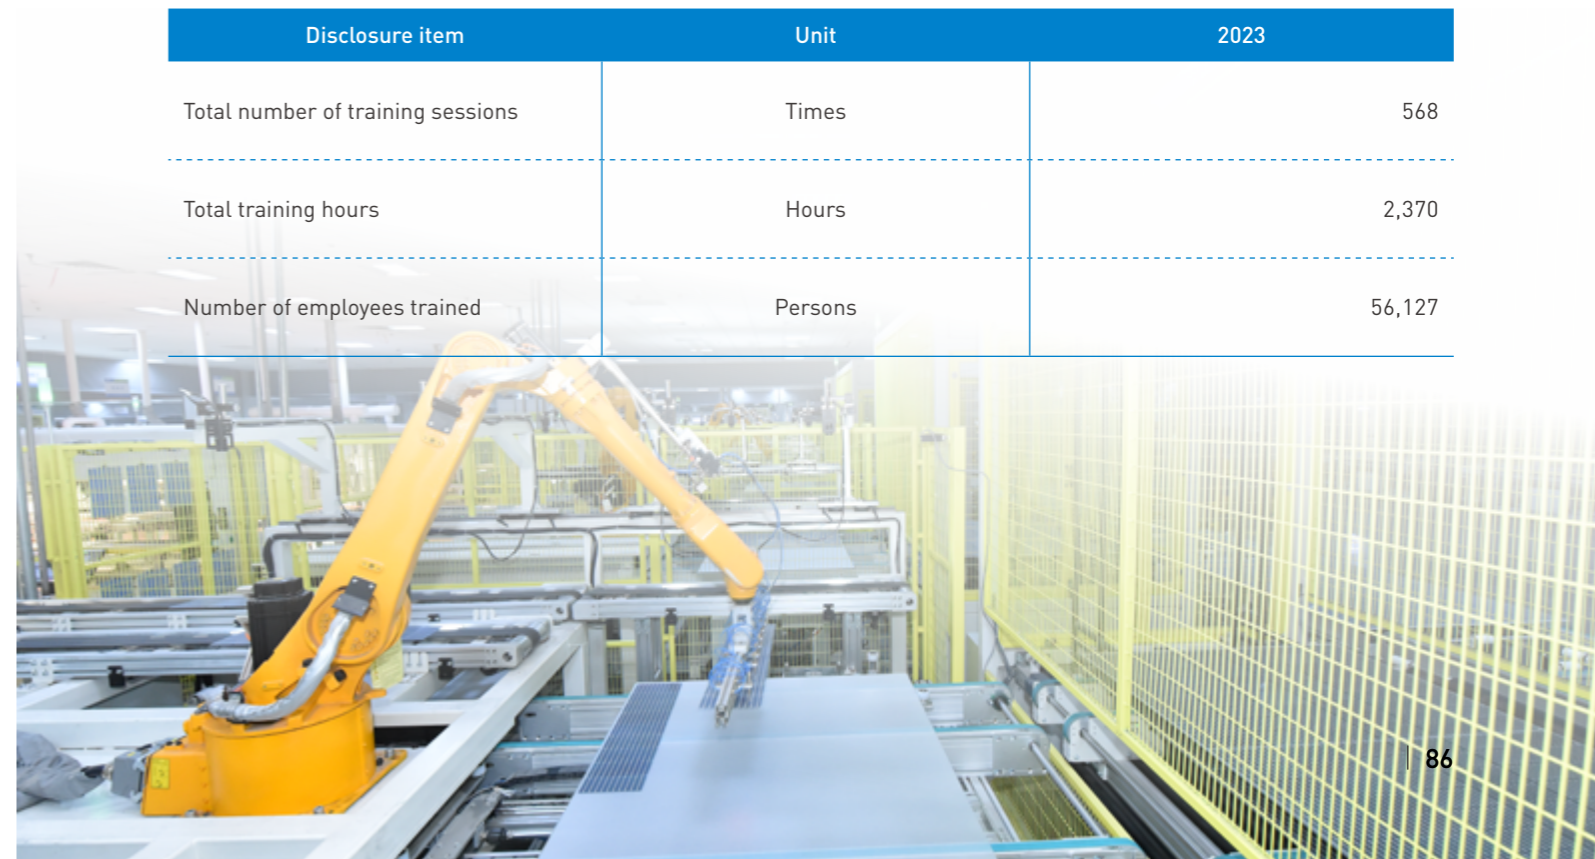 Disclosure item Unit 2023
Total number of training sessions Times 568
Total training hours Hours 2,370
Number of employees trained Persons 56,127
86